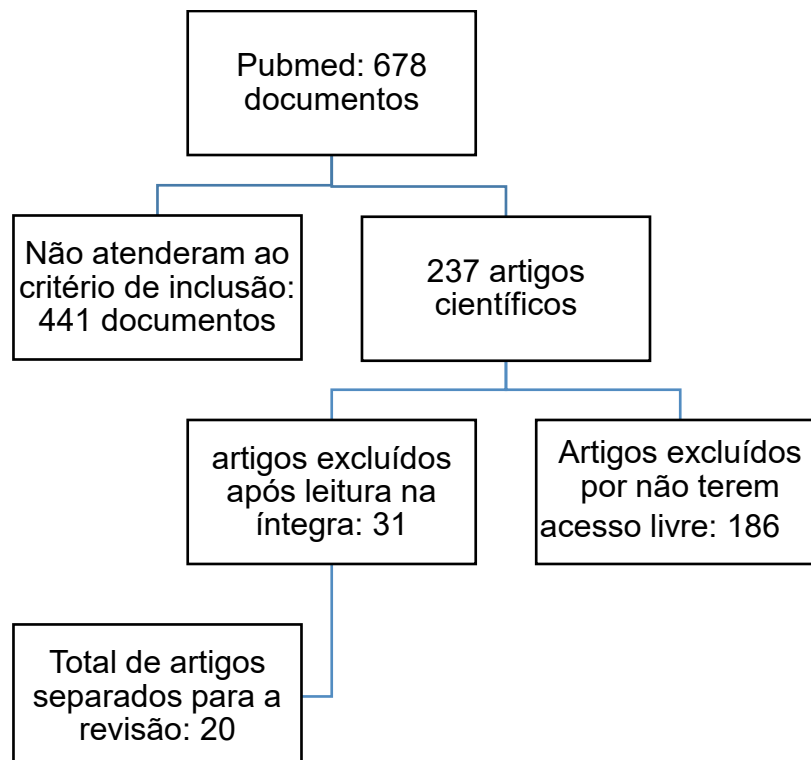 Pubmed: 678
documentos
Não atenderam ao
critério de inclusão:
441 documentos
237 artigos
científicos
artigos excluídos
após leitura na
íntegra: 31
Artigos excluídos
por não terem
acesso livre: 186
Total de artigos
separados para a
revisão: 20